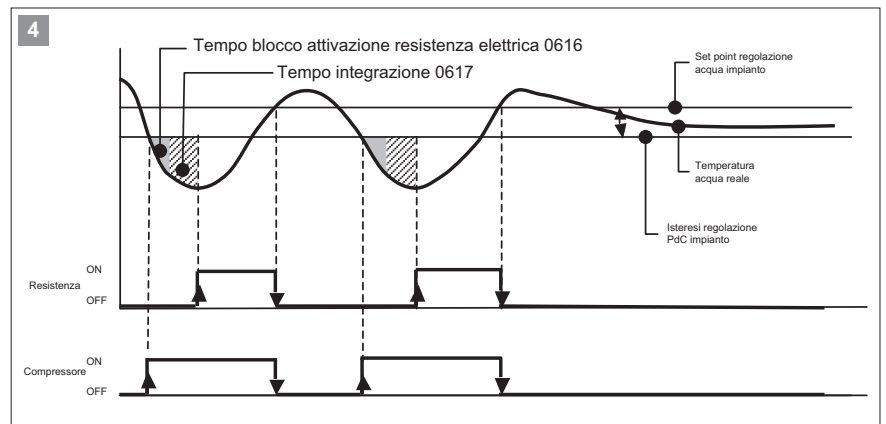 4
Tempo blocco attivazione resistenza elettrica 0616
Tempo integrazione 0617
Set point regolazione
acqua impianto
Temperatura
acqua reale
Isteresi regolazione
PdC impianto
ON
Resistenza
OFF
ON
Compressore
OFF